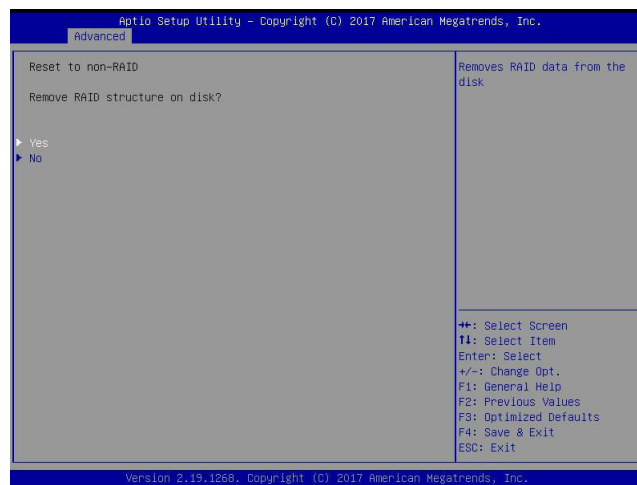 Aptio Setup Utility – Copyright (C) 2017 American Megatrends, Inc.
Advanced
Reset to non-RAID
Remove RAID structure on disk?
Yes
No
Removes RAID data from the
disk
→←: Select Screen
↑↓: Select Item
Enter: Select
+/-: Change Opt.
F1: General Help
F2: Previous Values
F3: Optimized Defaults
F4: Save & Exit
ESC: Exit
Version 2.19.1268. Copyright (C) 2017 American Megatrends, Inc.